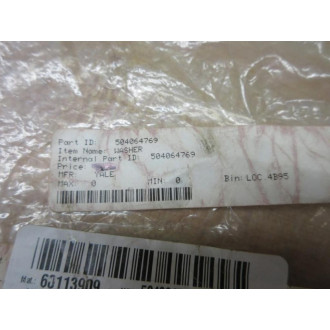 Part ID: 504064769
Item Name: WASHER
Internal Part ID: 504064769
Price
MFR: YALE
MAX: 0 MIN 0 Bin: LOC 4B95
Mat. 63113909